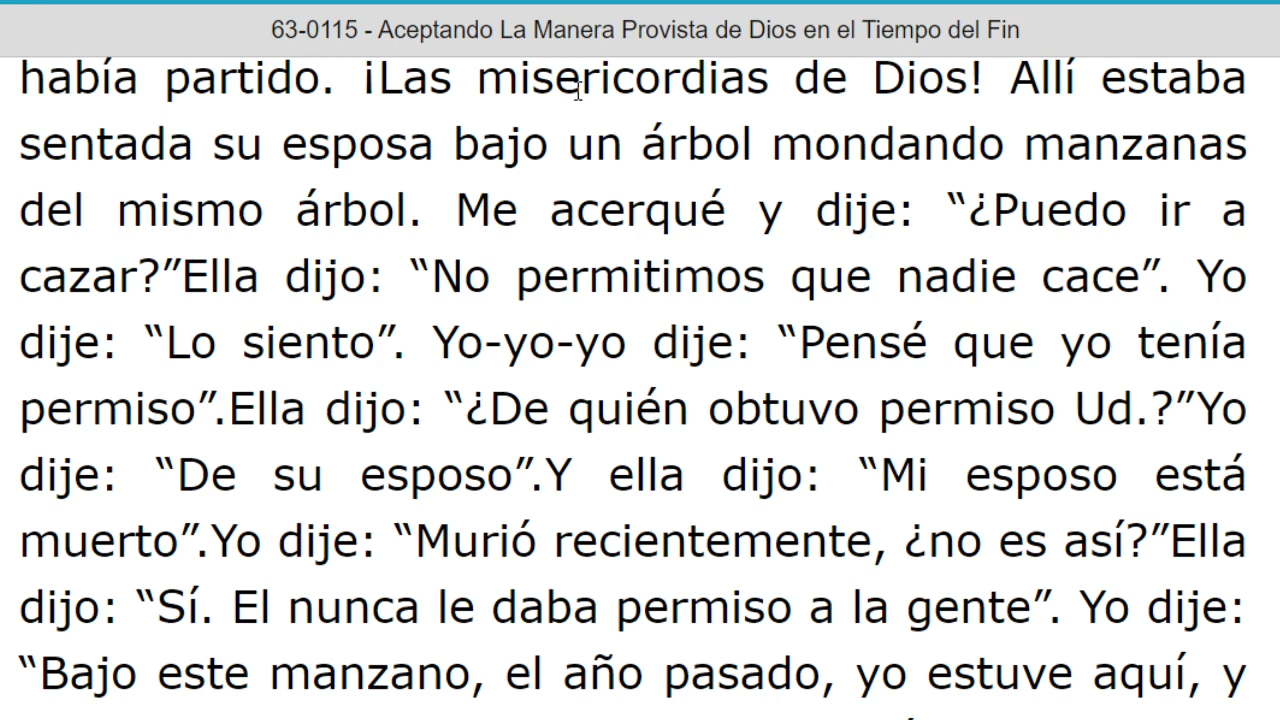 63-0115 - Aceptando La Manera Provista de Dios en el Tiempo del Fin
había partido. ¡Las misericordias de Dios! Allí estaba
sentada su esposa bajo un árbol mondando manzanas
del mismo árbol. Me acerqué y dije: “¿Puedo ir a
cazar?”Ella dijo: “No permitimos que nadie cace”. Yo
dije: “Lo siento”. Yo-yo-yo dije: “Pensé que yo tenía
permiso”.Ella dijo: “¿De quién obtuvo permiso Ud.?”Yo
dije: “De su esposo”.Y ella dijo: “Mi esposo está
muerto”.Yo dije: “Murió recientemente, ¿no es así?”Ella
dijo: “Sí. El nunca le daba permiso a la gente”. Yo dije:
“Bajo este manzano, el año pasado, yo estuve aquí, y